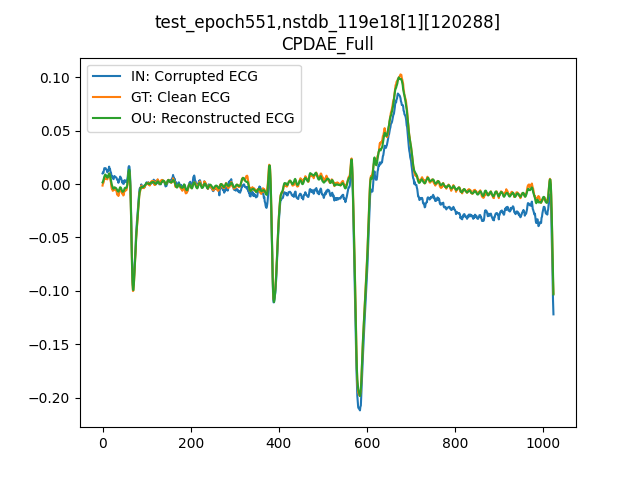 test_epoch551,nstdb_119e18[1][120288]
CPDAE_Full
IN: Corrupted ECG
GT: Clean ECG
OU: Reconstructed ECG
0.10
0.05
0.00
−0.05
−0.10
−0.15
−0.20
0 200 400 600 800 1000